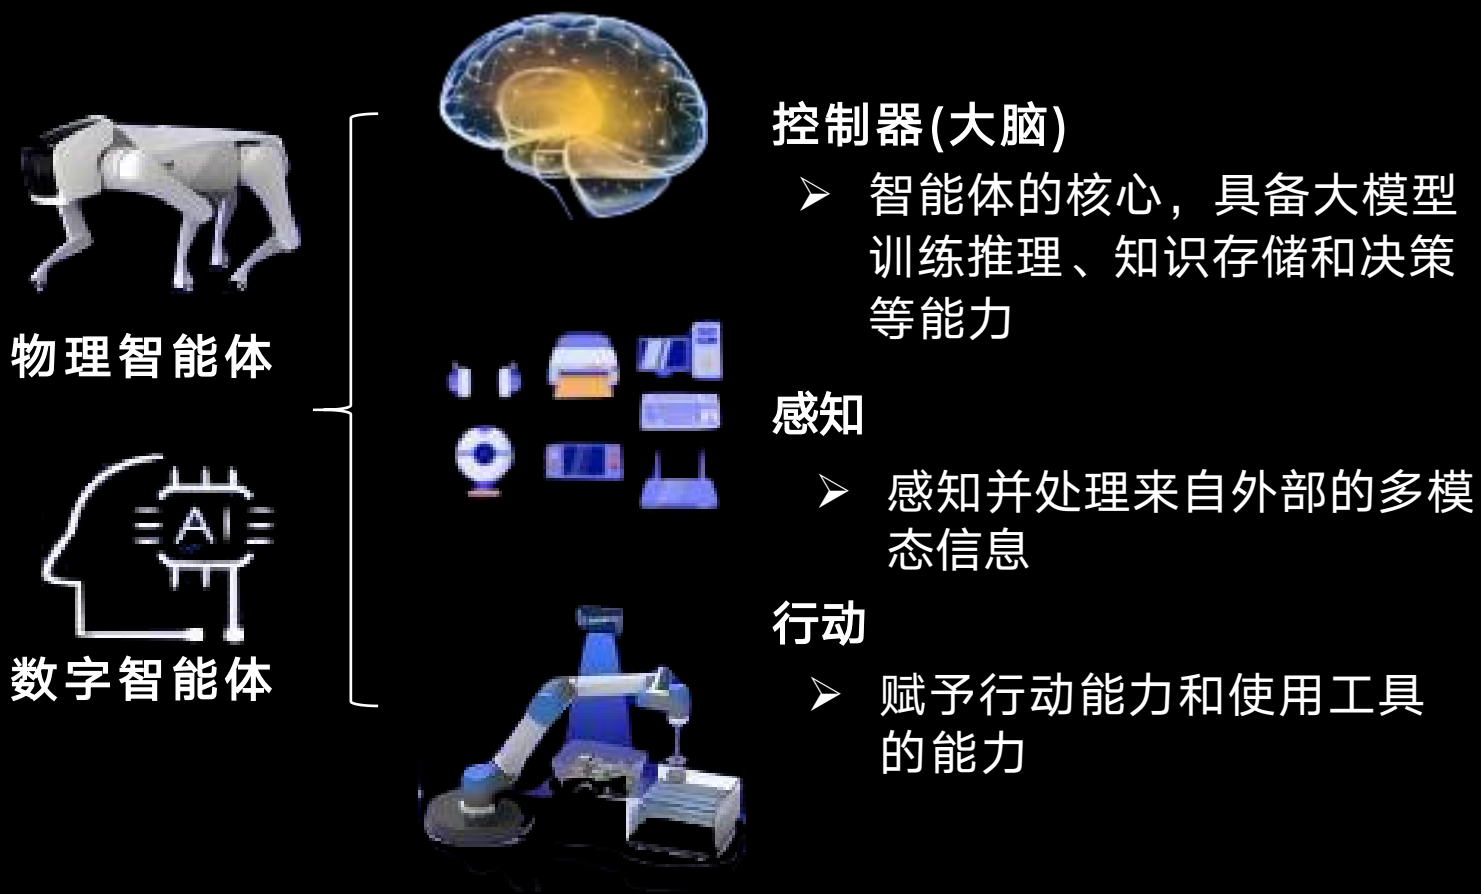 物理智能体
AI
数字智能体
控制器(大脑)
➢ 智能体的核心，具备大模型
训练推理、知识存储和决策
等能力
感知
➢ 感知并处理来自外部的多模
态信息
行动
➢ 赋予行动能力和使用工具
的能力